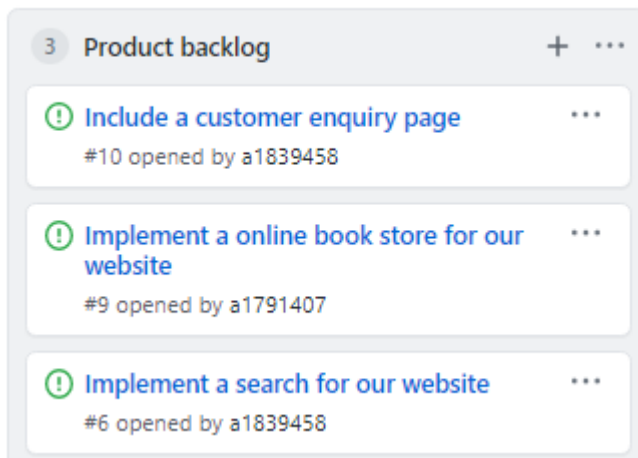 3 Product backlog
Include a customer enquiry page
#10 opened by a1839458
Implement a online book store for our
website
#9 opened by a1791407
Implement a search for our website
#6 opened by a1839458